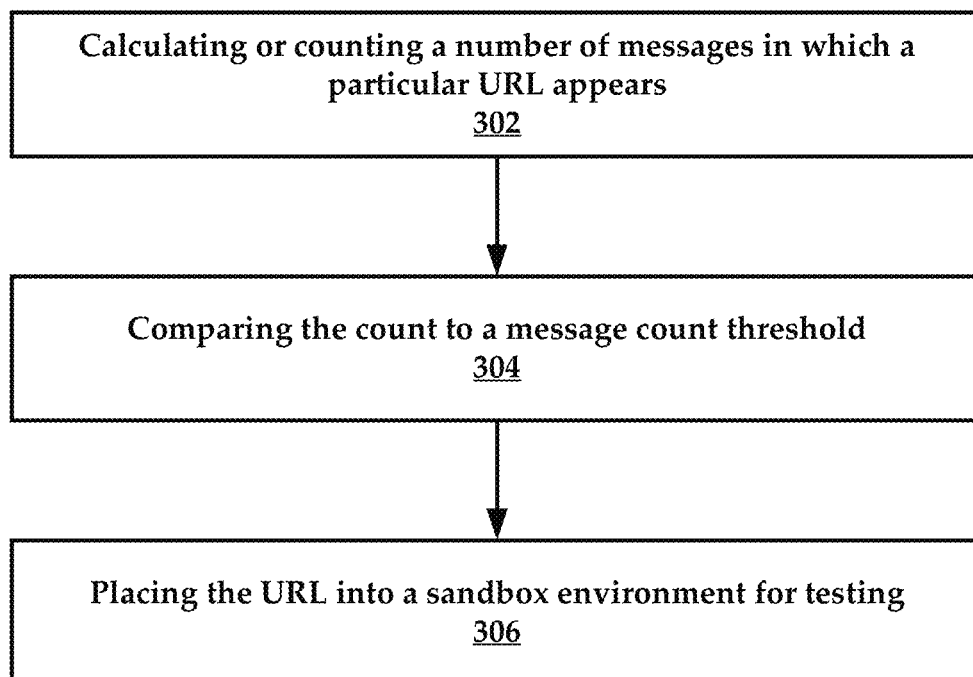 Calculating or counting a number of messages in which a
particular URL appears
302
Comparing the count to a message count threshold
304
Placing the URL into a sandbox environment for testing
306